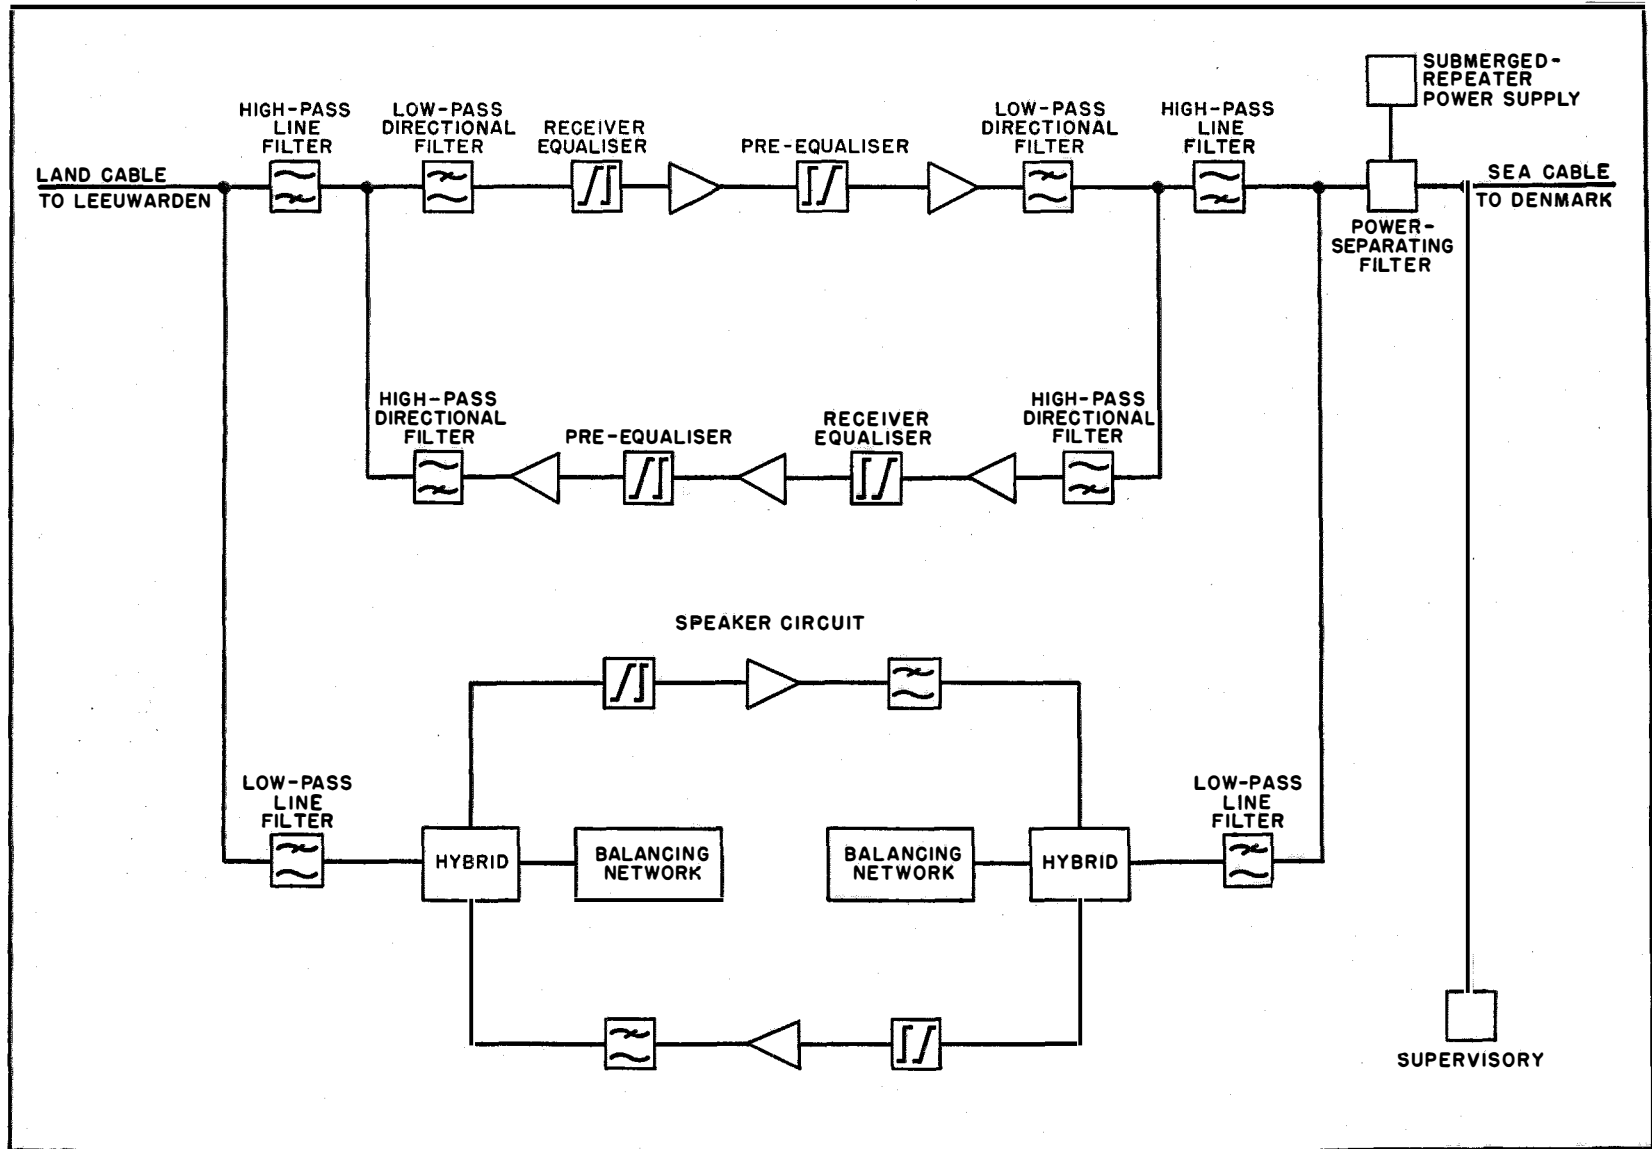 SUBMERGED-
REPEATER
POWER SUPPLY
HIGH-PASS
LINE
FILTER
LOW-PASS
DIRECTIONAL
FILTER
RECEIVER
EQUALISER
PRE-EQUALISER
LOW-PASS
DIRECTIONAL
FILTER
HIGH-PASS
LINE
FILTER
LAND CABLE
TO LEEUWARDEN
SEA CABLE
TO DENMARK
POWER-
SEPARATING
FILTER
HIGH-PASS
DIRECTIONAL
FILTER
PRE-EQUALISER
RECEIVER
EQUALISER
HIGH-PASS
DIRECTIONAL
FILTER
SPEAKER CIRCUIT
LOW-PASS
LINE
FILTER
HYBRID
BALANCING
NETWORK
BALANCING
NETWORK
HYBRID
LOW-PASS
LINE
FILTER
SUPERVISORY